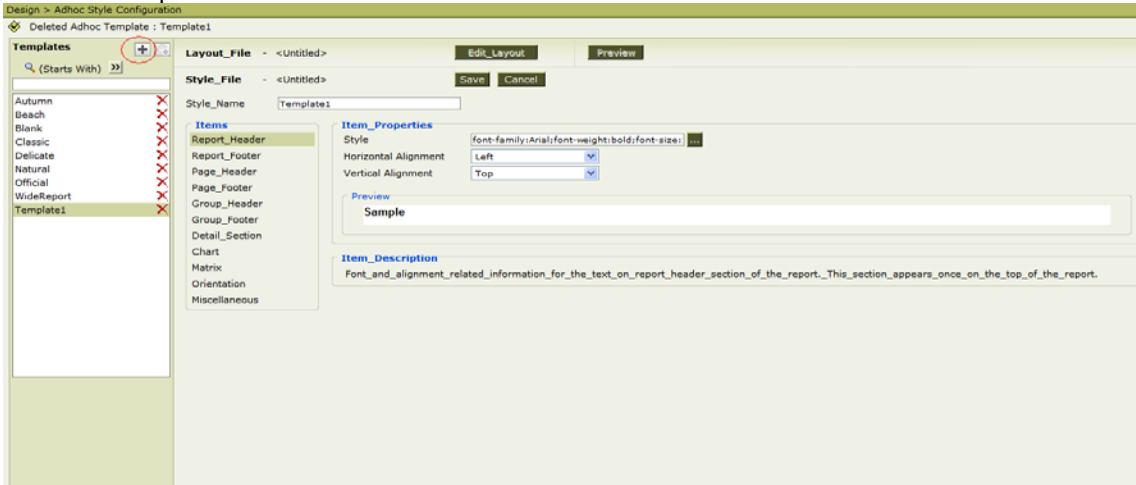 Design > Adhoc Style Configuration
Deleted Adhoc Template : Template1
Templates
(Starts With)
Autumn
Beach
Blank
Classic
Delicate
Natural
Official
WideReport
Template1
Layout_File - <Untitled> Edit_Layout Preview
Style_File - <Untitled> Save Cancel
Style_Name Template1
Items
Report_Header
Report_Footer
Page_Header
Page_Footer
Group_Header
Group_Footer
Detail_Section
Chart
Matrix
Orientation
Miscellaneous
Item_Properties
Style font-family:Arial;font-weight:bold;font-size: ...
Horizontal Alignment Left
Vertical Alignment Top
Preview
Sample
Item_Description
Font_and_alignment_related_information_for_the_text_on_report_header_section_of_the_report._This_section_appears_once_on_the_top_of_the_report.